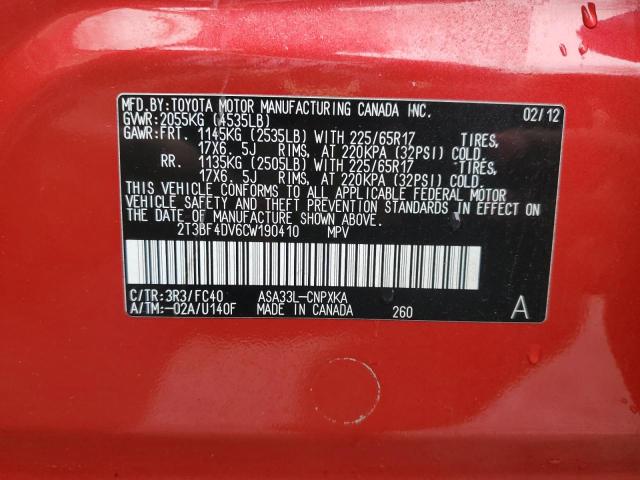 MFD.BY:TOYOTA MOTOR MANUFACTURING CANADA INC. 02/12
GVWR:2055KG (4535LB)
GAWR:FRT. 1145KG (2535LB) WITH 225/65R17 TIRES,
17X6.5J RIMS, AT 220KPA (32PSI) COLD.
RR. 1135KG (2505LB) WITH 225/65R17 TIRES,
17X6.5J RIMS, AT 220KPA (32PSI) COLD.
THIS VEHICLE CONFORMS TO ALL APPLICABLE FEDERAL MOTOR
VEHICLE SAFETY AND THEFT PREVENTION STANDARDS IN EFFECT ON
THE DATE OF MANUFACTURE SHOWN ABOVE.
2T3BF4DV6CW190410 MPV
C/TR:3R3/FC40 ASA33L-CNPXKA
A/TM:-02A/U140F MADE IN CANADA 260 A